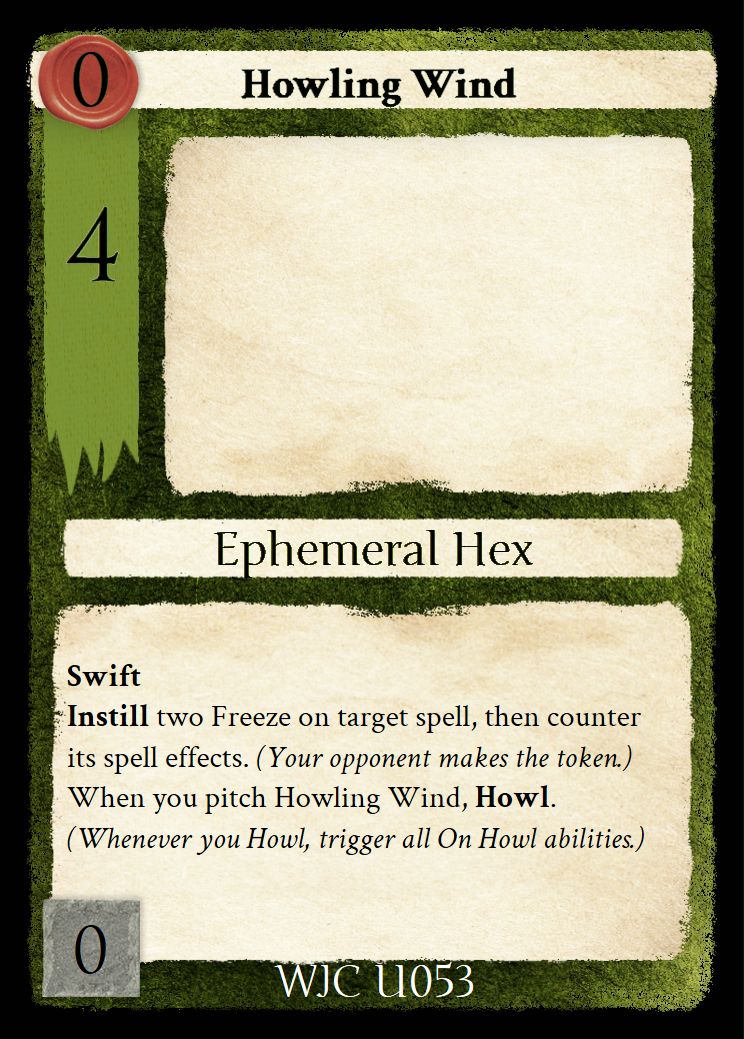 0
Howling Wind
4
Ephemeral Hex
Swift
Instill two Freeze on target spell, then counter
its spell effects. (Your opponent makes the token.)
When you pitch Howling Wind, Howl.
(Whenever you Howl, trigger all On Howl abilities.)
0
WJC U053